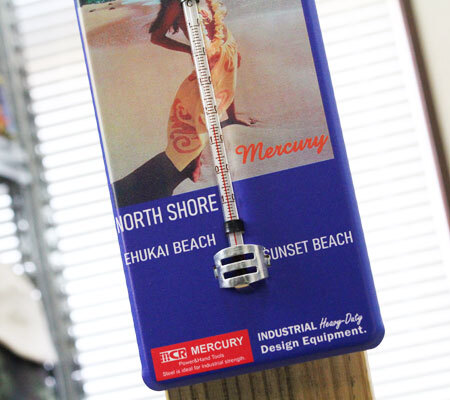 °C
Mercury
NORTH SHORE
EHUKAI BEACH
SUNSET BEACH
MCR MERCURY
Power&Hand Tools
Steel is ideal for industrial strength
INDUSTRIAL Heavy-Duty
Design Equipment.